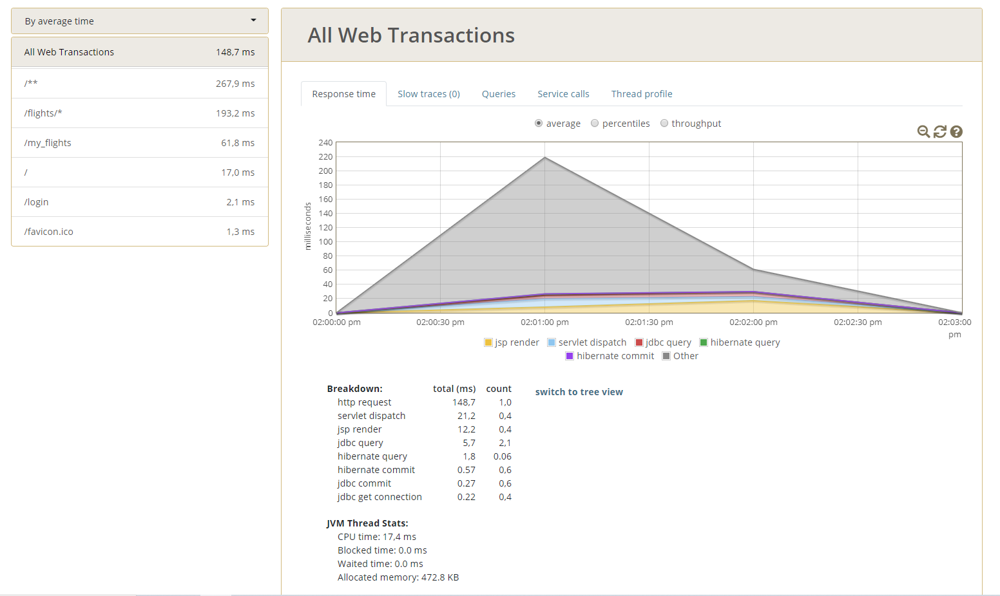 By average time
All Web Transactions 148,7 ms
/** 267,9 ms
/flights/* 193,2 ms
/my_flights 61,8 ms
/ 17,0 ms
/login 2,1 ms
/favicon.ico 1,3 ms
All Web Transactions
Response time Slow traces (0) Queries Service calls Thread profile
average percentiles throughput
240
220
200
180
160
140
120
100
80
60
40
20
0
milliseconds
02:00:00 pm 02:00:30 pm 02:01:00 pm 02:01:30 pm 02:02:00 pm 02:02:30 pm 02:03:00
pm
jsp render servlet dispatch jdbc query hibernate query
hibernate commit Other
Breakdown: total (ms) count switch to tree view
http request 148,7 1,0
servlet dispatch 21,2 0,4
jsp render 12,2 0,4
jdbc query 5,7 2,1
hibernate query 1,8 0.06
hibernate commit 0.57 0,6
jdbc commit 0.27 0,6
jdbc get connection 0.22 0,4
JVM Thread Stats:
CPU time: 17,4 ms
Blocked time: 0.0 ms
Waited time: 0.0 ms
Allocated memory: 472.8 KB